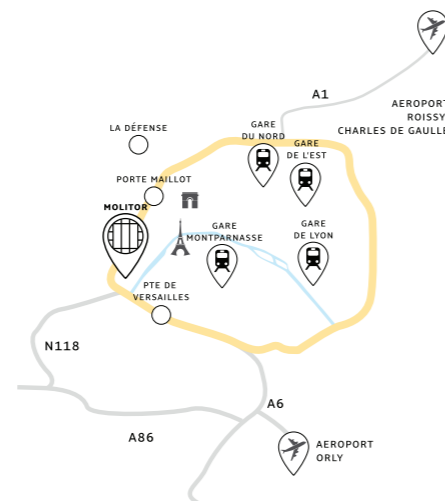 A1
AEROPORT
ROISSY
CHARLES DE GAULLE
GARE
DU NORD
GARE
DE L'EST
LA DÉFENSE
PORTE MAILLOT
MOLITOR
GARE
MONTPARNASSE
GARE
DE LYON
PTE DE
VERSAILLES
N118
A6
A86
AEROPORT
ORLY